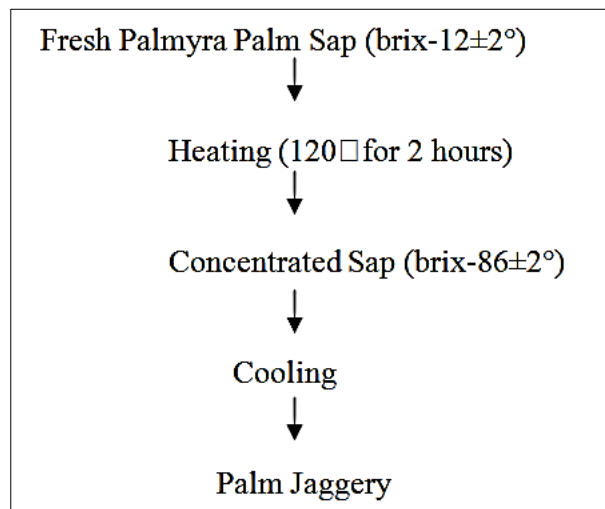 Fresh Palmyra Palm Sap (brix-12±2°)
Heating (120□for 2 hours)
Concentrated Sap (brix-86±2°)
Cooling
Palm Jaggery